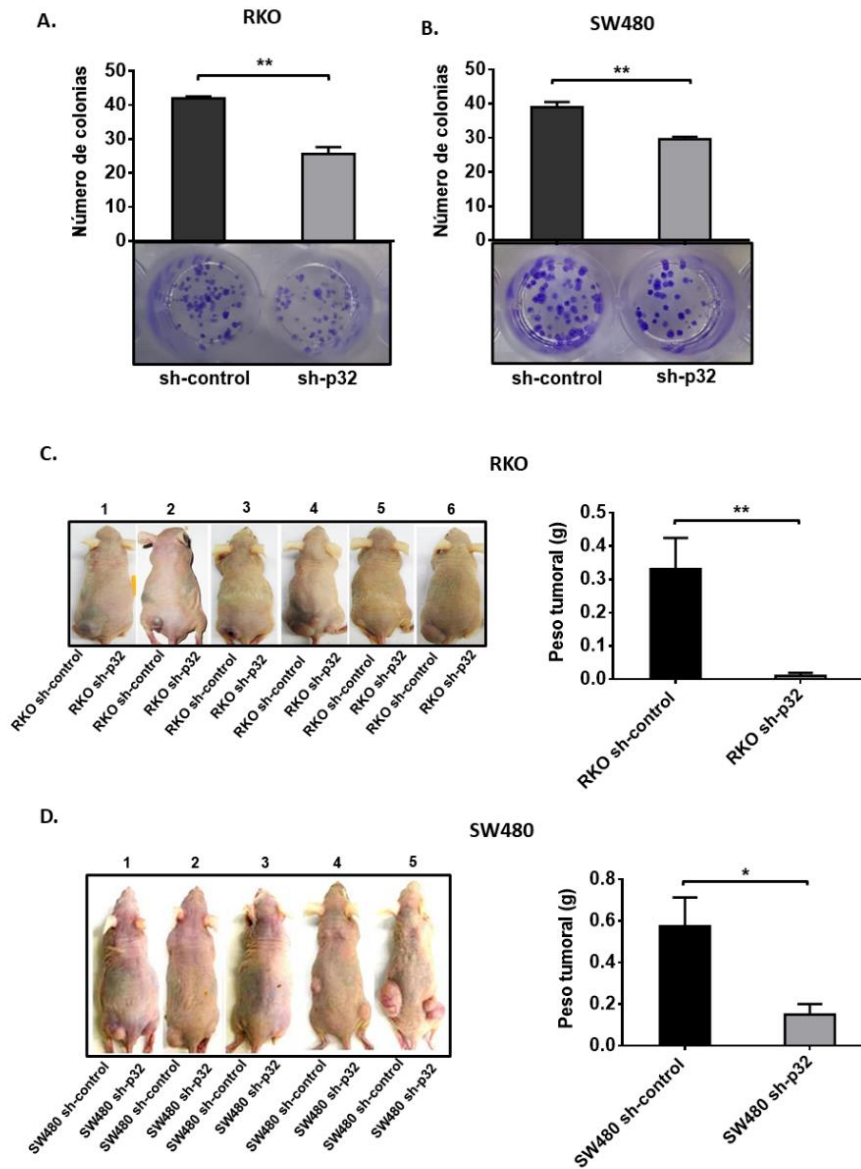 A.
RKO
**
Número de colonias
50
40
30
20
10
0
sh-control
sh-p32
B.
SW480
**
Número de colonias
50
40
30
20
10
0
sh-control
sh-p32
C.
RKO
1 2 3 4 5 6
RKO sh-control
RKO sh-p32
RKO sh-control
RKO sh-p32
RKO sh-control
RKO sh-p32
RKO sh-control
RKO sh-p32
RKO sh-control
RKO sh-p32
RKO sh-control
RKO sh-p32
**
Peso tumoral (g)
0.5
0.4
0.3
0.2
0.1
0.0
RKO sh-control
RKO sh-p32
D.
SW480
1 2 3 4 5
SW480 sh-control
SW480 sh-p32
SW480 sh-control
SW480 sh-p32
SW480 sh-control
SW480 sh-p32
SW480 sh-control
SW480 sh-p32
SW480 sh-control
SW480 sh-p32
*
Peso tumoral (g)
0.8
0.6
0.4
0.2
0.0
SW480 sh-control
SW480 sh-p32